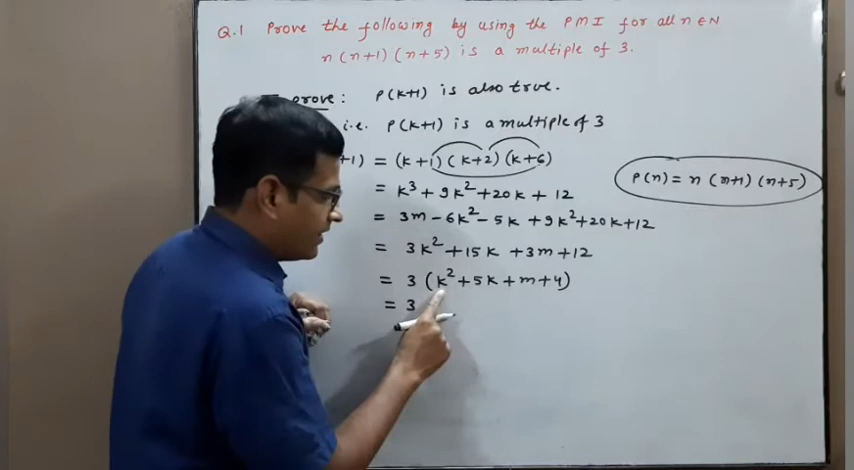 Q.1 Prove the following by using the PMI for all n ∈ N
n(n+1)(n+5) is a multiple of 3.
prove: P(k+1) is also true.
i.e. P(k+1) is a multiple of 3
+1) = (k+1)(k+2)(k+6)
P(n) = n(n+1)(n+5)
= k³ + 9k² + 20k + 12
= 3m - 6k² - 5k + 9k² + 20k + 12
= 3k² + 15k + 3m + 12
= 3(k² + 5k + m + 4)
= 3